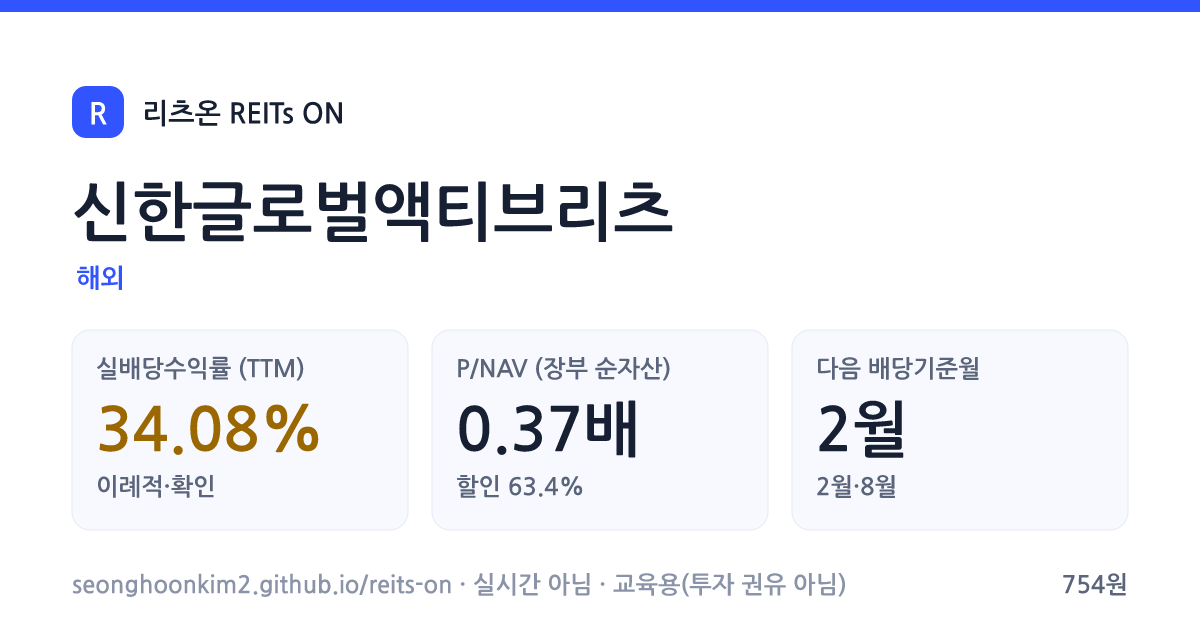 R 리츠온 REITs ON
신한글로벌액티브리츠
해외
실배당수익률 (TTM)
34.08%
이례적·확인
P/NAV (장부 순자산)
0.37배
할인 63.4%
다음 배당기준월
2월
2월·8월
seonghoonkim2.github.io/reits-on · 실시간 아님 · 교육용(투자 권유 아님)
754원